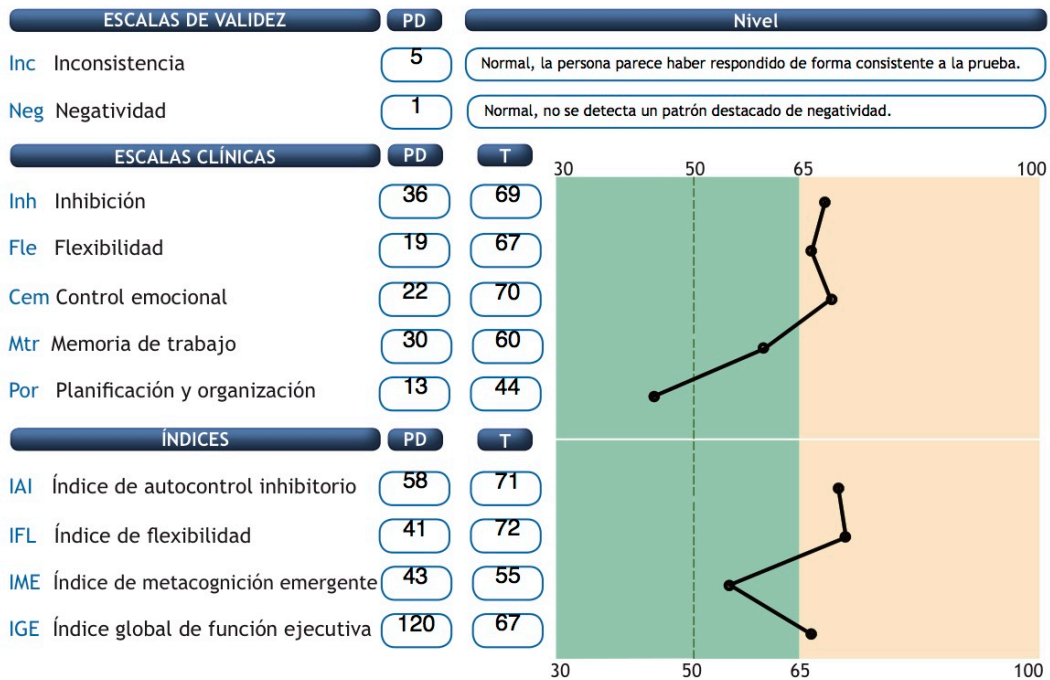 ESCALAS DE VALIDEZ PD Nivel
Inc Inconsistencia 5 Normal, la persona parece haber respondido de forma consistente a la prueba.
Neg Negatividad 1 Normal, no se detecta un patrón destacado de negatividad.
ESCALAS CLÍNICAS PD T 30 50 65 100
Inh Inhibición 36 69
Fle Flexibilidad 19 67
Cem Control emocional 22 70
Mtr Memoria de trabajo 30 60
Por Planificación y organización 13 44
ÍNDICES PD T
IAI Índice de autocontrol inhibitorio 58 71
IFL Índice de flexibilidad 41 72
IME Índice de metacognición emergente 43 55
IGE Índice global de función ejecutiva 120 67
30 50 65 100